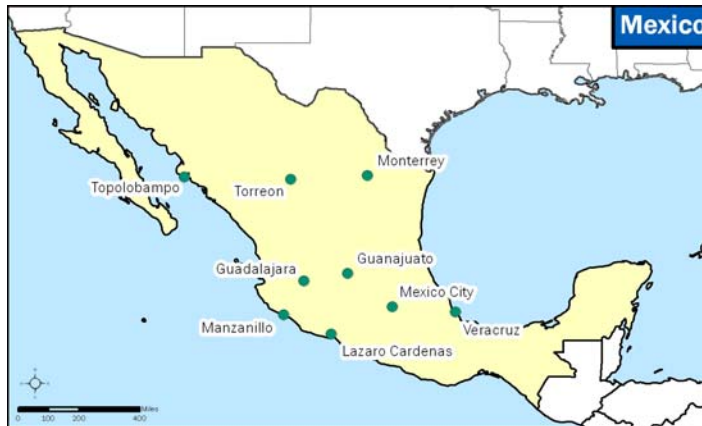 Mexico
Monterrey
Topolobampo
Torreon
Guanajuato
Guadalajara
Mexico City
Manzanillo
Veracruz
Lazaro Cardenas
Miles
0 100 200 400